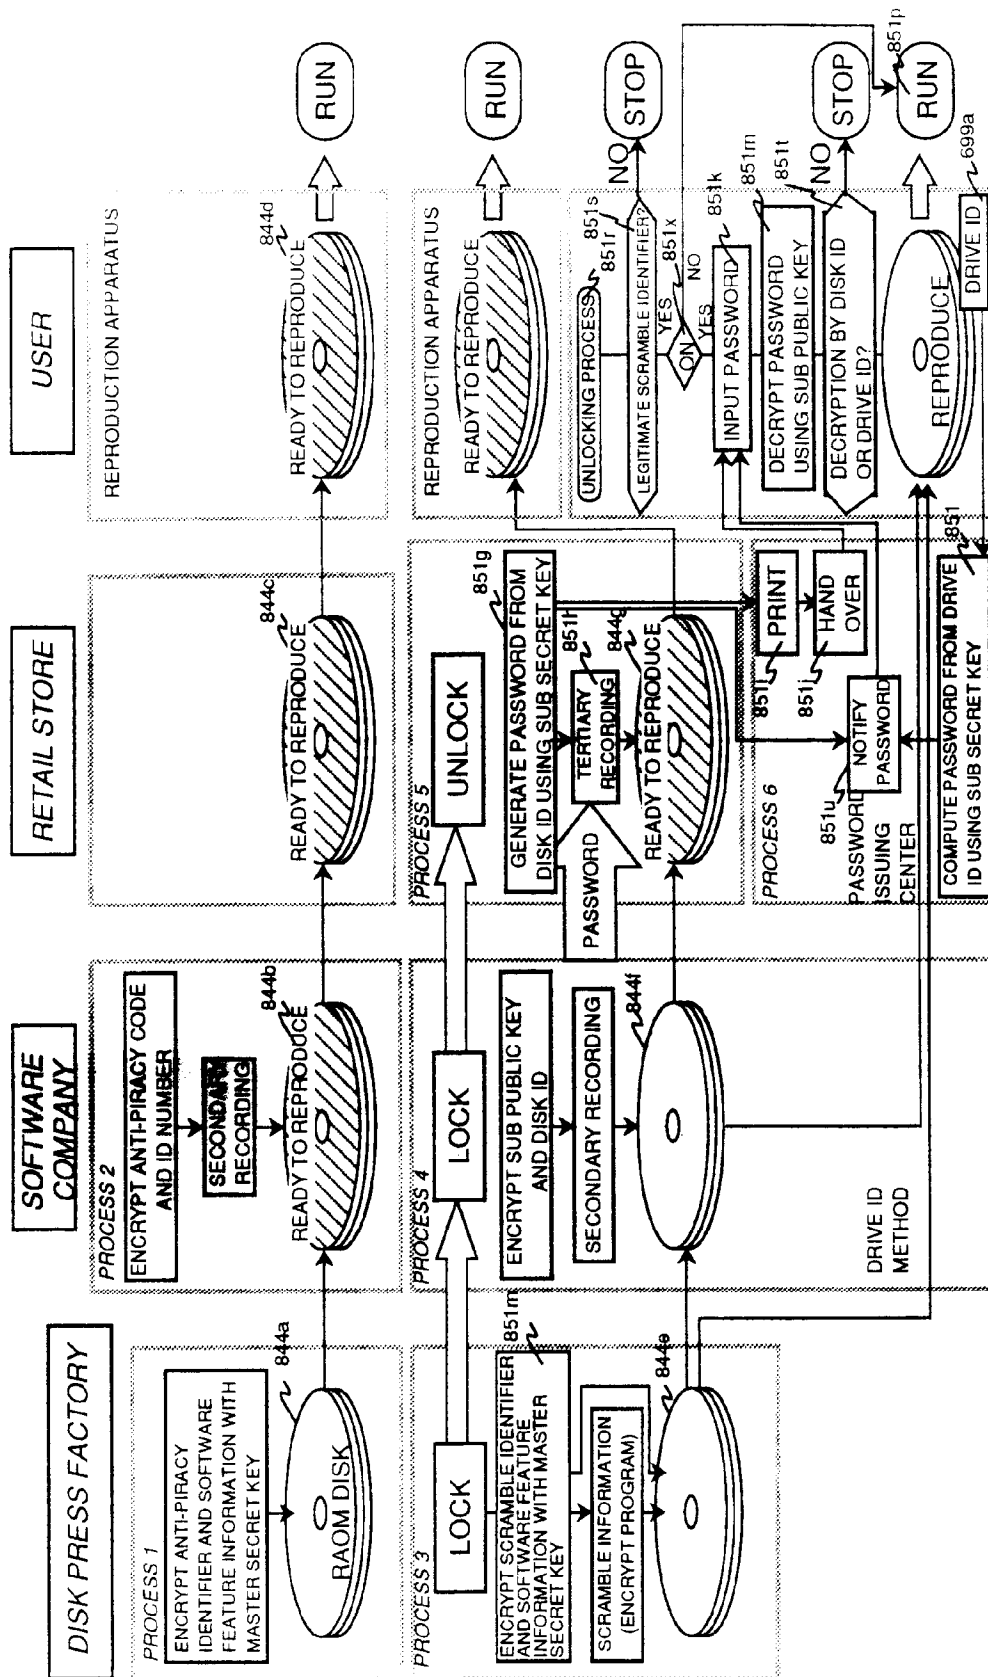 DISK PRESS FACTORY
SOFTWARE
COMPANY
RETAIL STORE
USER
PROCESS 1
ENCRYPT ANTI-PIRACY
IDENTIFIER AND SOFTWARE
FEATURE INFORMATION WITH
MASTER SECRET KEY
844a
RAOM DISK
PROCESS 2
ENCRYPT ANTI-PIRACY CODE
AND ID NUMBER
SECONDARY
RECORDING
844b
READY TO REPRODUCE
844c
READY TO REPRODUCE
REPRODUCTION APPARATUS
844d
READY TO REPRODUCE
RUN
PROCESS 3
LOCK
ENCRYPT SCRAMBLE IDENTIFIER
AND SOFTWARE FEATURE
INFORMATION WITH MASTER
SECRET KEY
851m
SCRAMBLE INFORMATION
(ENCRYPT PROGRAM)
844e
PROCESS 4
LOCK
ENCRYPT SUB PUBLIC KEY
AND DISK ID
SECONDARY RECORDING
844f
DRIVE ID
METHOD
PROCESS 5
UNLOCK
GENERATE PASSWORD FROM
DISK ID USING SUB SECRET KEY
851g
PASSWORD
TERTIARY
RECORDING
851h
844g
READY TO REPRODUCE
REPRODUCTION APPARATUS
READY TO REPRODUCE
RUN
PROCESS 6
851i
PRINT
851j
HAND
OVER
851u
NOTIFY
PASSWORD
PASSWORD
ISSUING
CENTER
COMPUTE PASSWORD FROM DRIVE
ID USING SUB SECRET KEY
851
UNLOCKING PROCESS
851r
851s
LEGITIMATE SCRAMBLE IDENTIFIER?
NO
STOP
YES
851x
ON
NO
YES
INPUT PASSWORD
851k
DECRYPT PASSWORD
USING SUB PUBLIC KEY
851m
DECRYPTION BY DISK ID
OR DRIVE ID?
851t
NO
STOP
REPRODUCE
851p
RUN
DRIVE ID
699a